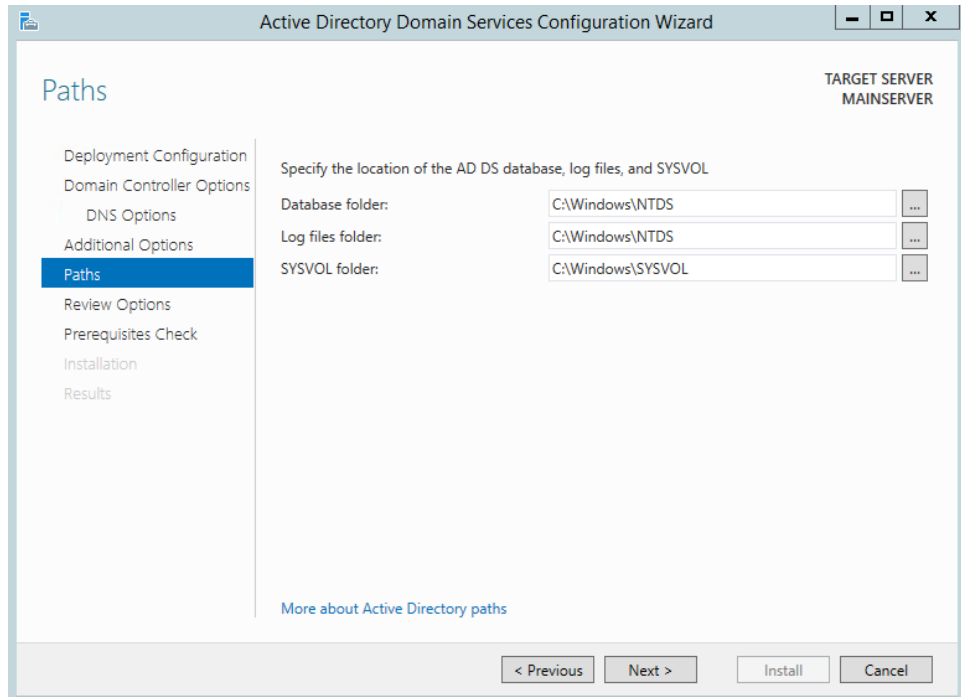 Active Directory Domain Services Configuration Wizard
Paths
TARGET SERVER
MAINSERVER
Deployment Configuration
Domain Controller Options
DNS Options
Additional Options
Paths
Review Options
Prerequisites Check
Installation
Results
Specify the location of the AD DS database, log files, and SYSVOL
Database folder: C:\Windows\NTDS ...
Log files folder: C:\Windows\NTDS ...
SYSVOL folder: C:\Windows\SYSVOL ...
More about Active Directory paths
< Previous Next > Install Cancel